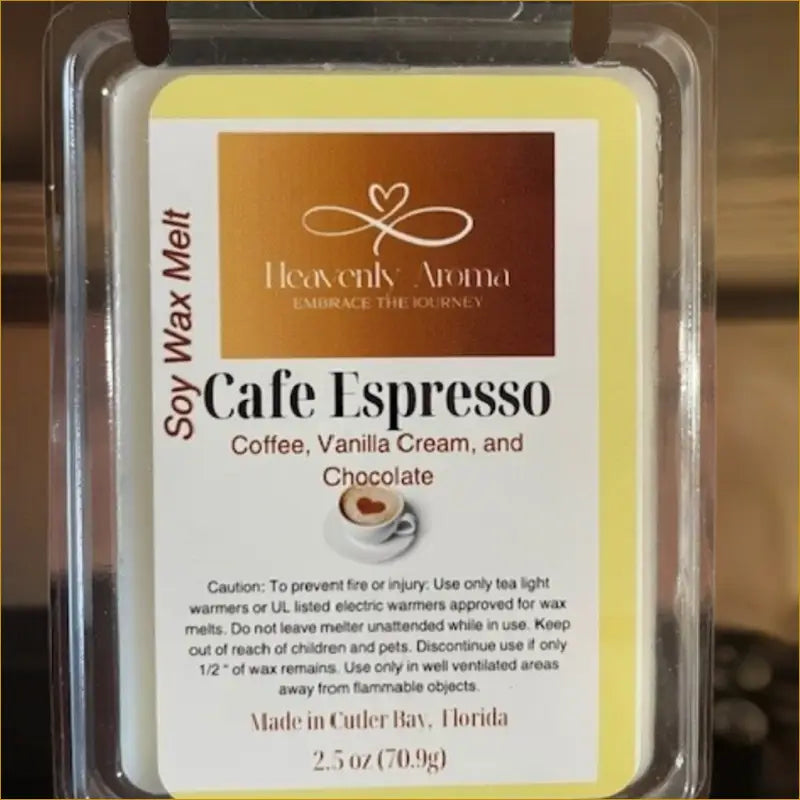 Heavenly Aroma
EMBRACE THE JOURNEY
Soy Wax Melt
Cafe Espresso
Coffee, Vanilla Cream, and
Chocolate
Caution: To prevent fire or injury: Use only tea light
warmers or UL listed electric warmers approved for wax
melts. Do not leave melter unattended while in use. Keep
out of reach of children and pets. Discontinue use if only
1/2 " of wax remains. Use only in well ventilated areas
away from flammable objects.
Made in Cutler Bay, Florida
2.5 oz (70.9g)